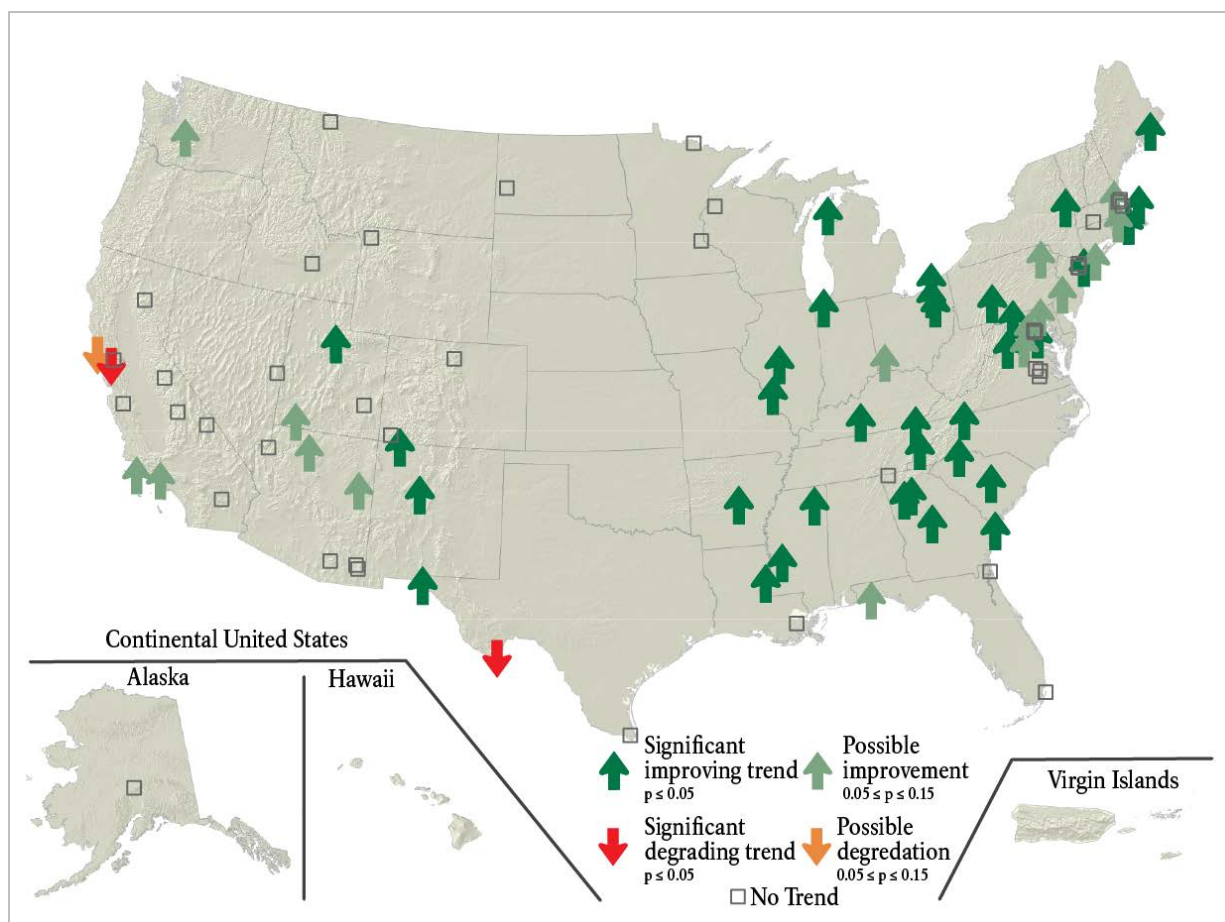 Continental United States
Alaska
Hawaii
Significant
improving trend
p ≤ 0.05
Possible
improvement
0.05 ≤ p ≤ 0.15
Significant
degrading trend
p ≤ 0.05
Possible
degredation
0.05 ≤ p ≤ 0.15
No Trend
Virgin Islands